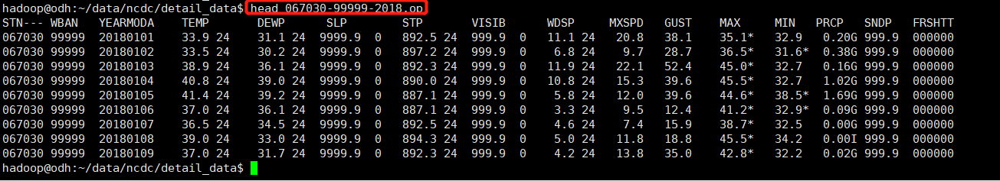 hadoop@odh:~/data/ncdc/detail_data$ head 067030-99999-2018.op
STN--- WBAN   YEARMODA    TEMP       DEWP      SLP        STP       VISIB      WDSP     MXSPD   GUST    MAX     MIN   PRCP   SNDP   FRSHTT
067030 99999  20180101    33.9 24    31.1 24  9999.9  0   892.5 24  999.9  0   11.1 24   20.8   38.1    35.1*   32.9   0.20G 999.9  000000
067030 99999  20180102    33.5 24    30.2 24  9999.9  0   897.2 24  999.9  0    6.8 24    9.7   28.7    36.5*   31.6*  0.38G 999.9  000000
067030 99999  20180103    38.9 24    36.1 24  9999.9  0   892.3 24  999.9  0   11.9 24   22.1   52.4    45.0*   32.7   0.16G 999.9  000000
067030 99999  20180104    40.8 24    39.0 24  9999.9  0   890.0 24  999.9  0   10.8 24   15.3   39.6    45.5*   32.7   1.02G 999.9  000000
067030 99999  20180105    41.4 24    39.2 24  9999.9  0   887.1 24  999.9  0    5.8 24   12.0   39.6    44.6*   38.5*  1.69G 999.9  000000
067030 99999  20180106    37.0 24    36.1 24  9999.9  0   887.1 24  999.9  0    3.3 24    9.5   12.4    41.2*   32.9*  0.09G 999.9  000000
067030 99999  20180107    36.5 24    34.5 24  9999.9  0   892.5 24  999.9  0    4.6 24    7.4   15.9    38.7*   32.5   0.00G 999.9  000000
067030 99999  20180108    39.0 24    33.0 24  9999.9  0   894.3 24  999.9  0    5.0 24   11.8   18.8    45.5*   34.2   0.00I 999.9  000000
067030 99999  20180109    37.0 24    31.7 24  9999.9  0   892.3 24  999.9  0    4.2 24   13.8   35.0    42.8*   32.2   0.02G 999.9  000000
hadoop@odh:~/data/ncdc/detail_data$